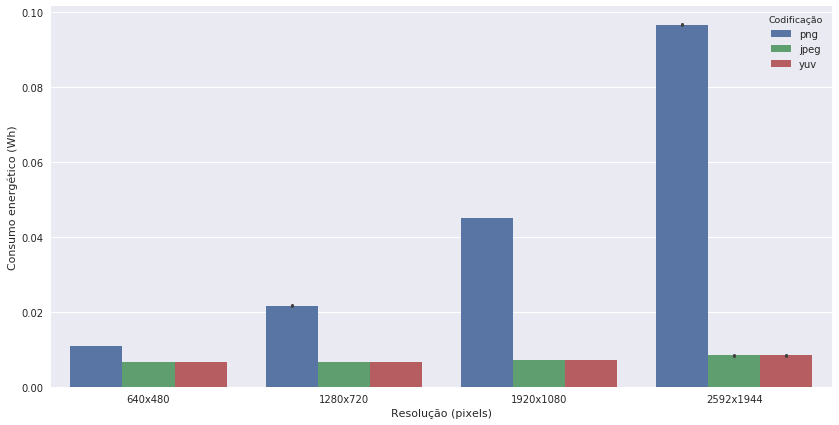 Codificação
png
jpeg
yuv
Consumo energético (Wh)
0.10
0.08
0.06
0.04
0.02
0.00
640x480
1280x720
1920x1080
2592x1944
Resolução (pixels)